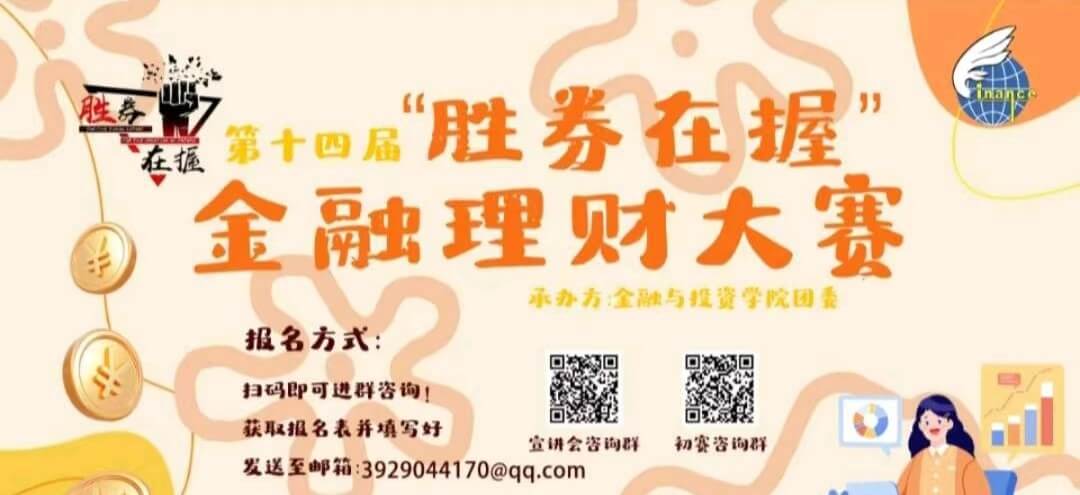 胜券
在握
Finance
第十四届
“胜券在握”
金融理财大赛
承办方:金融与投资学院团委
报名方式:
扫码即可进群咨询!
获取报名表并填写好
发送至邮箱:3929044170@qq.com
宣讲会咨询群
初赛咨询群